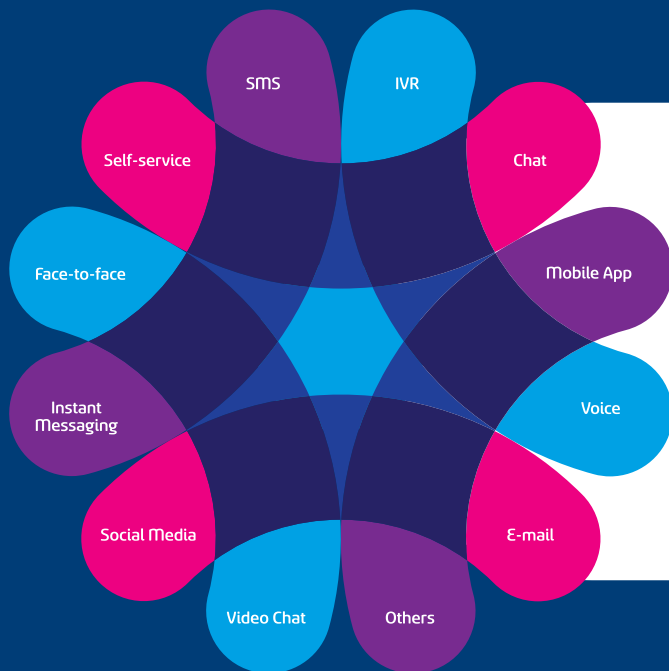 SMS
IVR
Self-service
Chat
Face-to-face
Mobile App
Instant
Messaging
Voice
Social Media
E-mail
Video Chat
Others